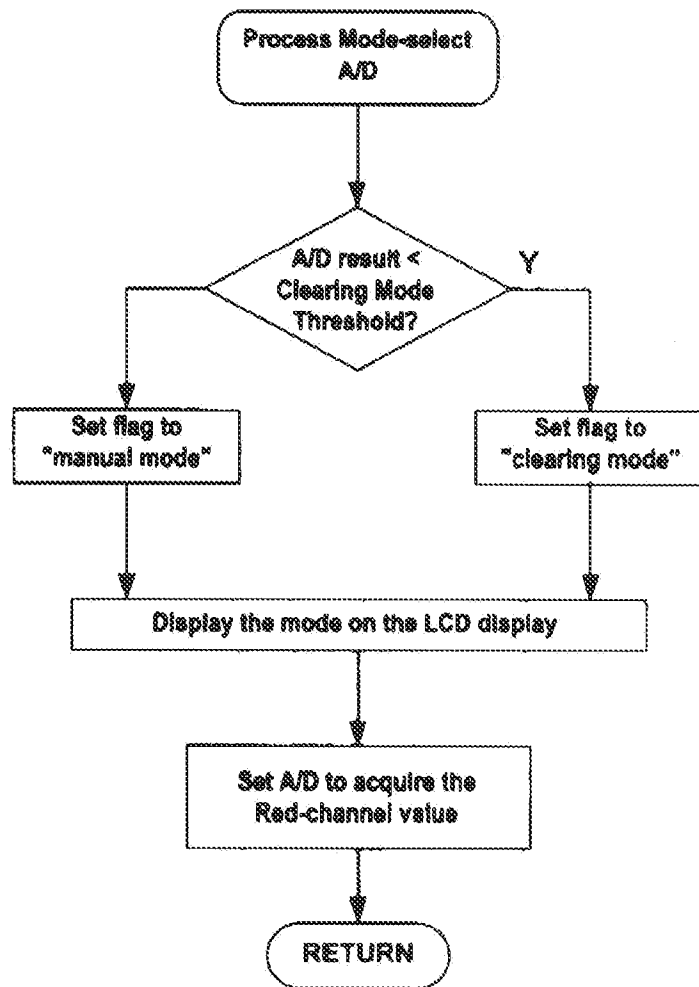 Process Mode-select
A/D
A/D result <
Clearing Mode
Threshold?
Y
Set flag to
"manual mode"
Set flag to
"clearing mode"
Display the mode on the LCD display
Set A/D to acquire the
Red-channel value
RETURN